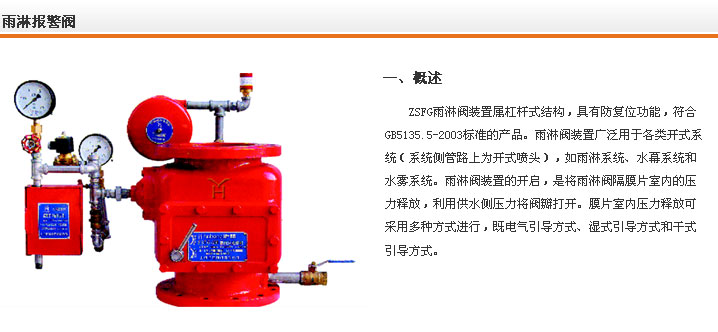 雨淋报警阀
一、概述
ZSFG雨淋阀装置属杠杆式结构，具有防复位功能，符合
GB5135.5-2003标准的产品。雨淋阀装置广泛用于各类开式系
统（系统侧管路上为开式喷头），如雨淋系统、水幕系统和
水雾系统。雨淋阀装置的开启，是将雨淋阀隔膜片室内的压
力释放，利用供水侧压力将阀瓣打开。膜片室内压力释放可
采用多种方式进行，既电气引导方式、湿式引导方式和干式
引导方式。